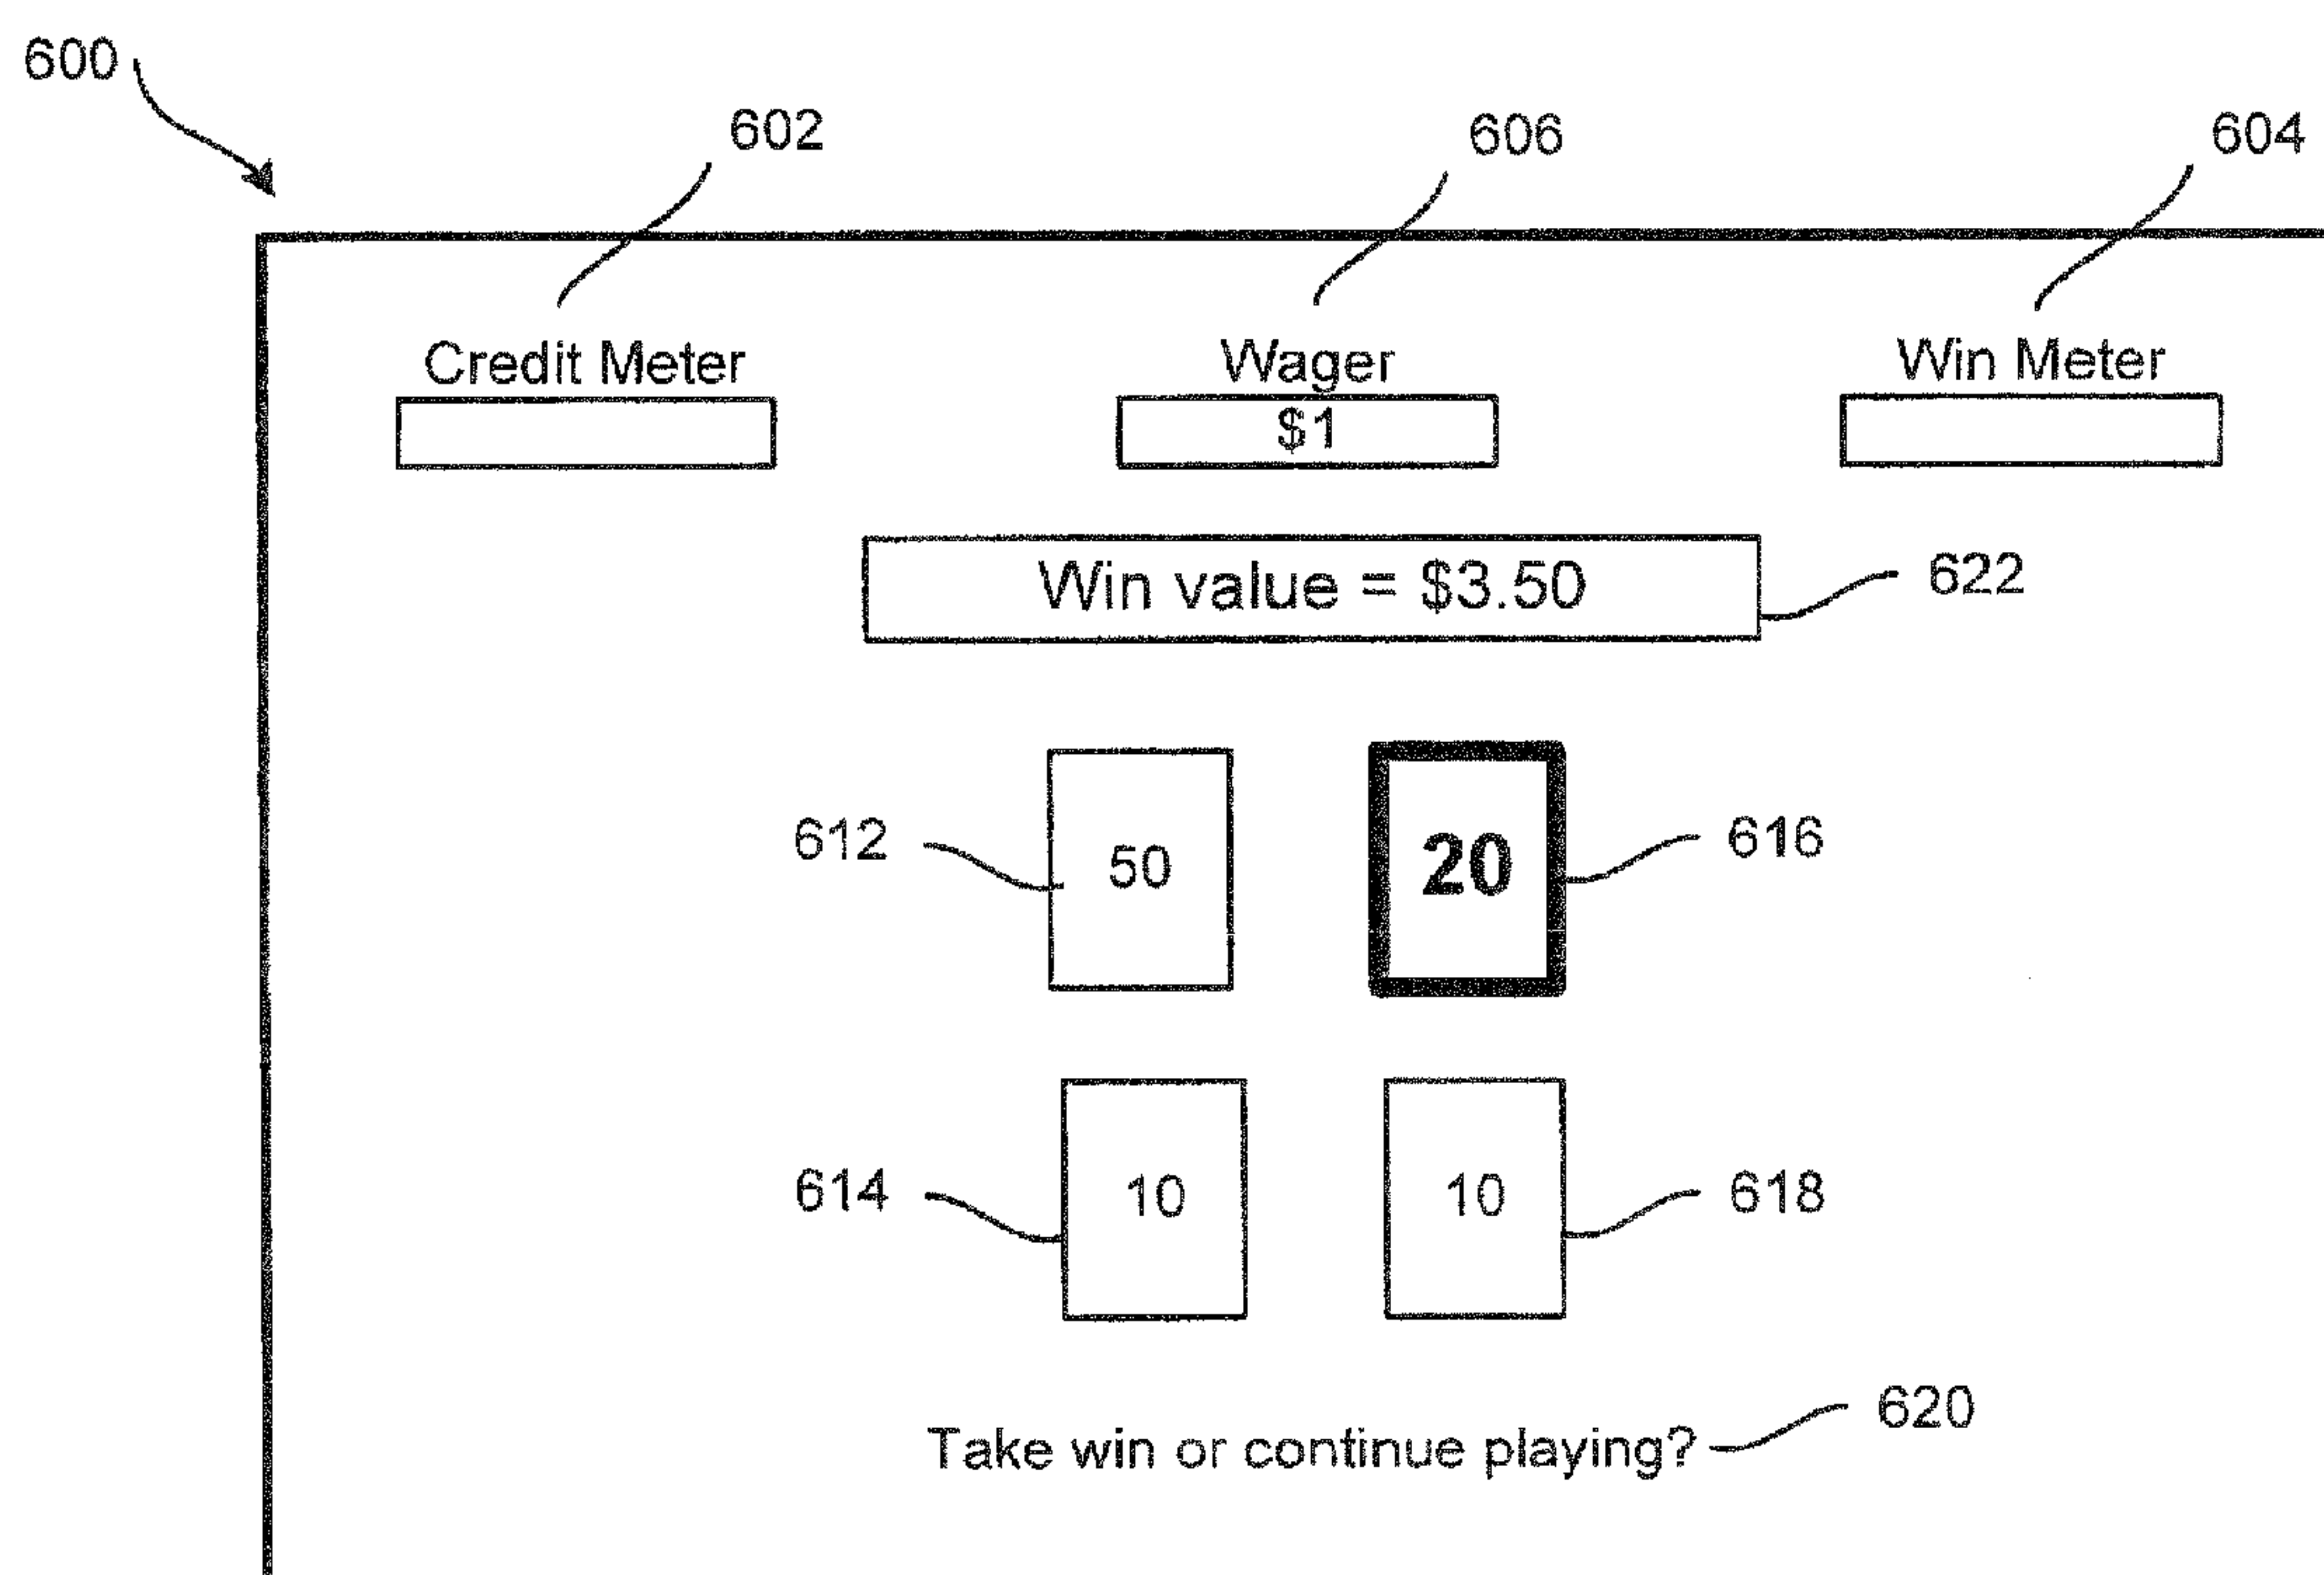 600
602 606 604
Credit Meter Wager Win Meter
$1
Win value = $3.50 622
612 50 20 616
614 10 10 618
Take win or continue playing? 620